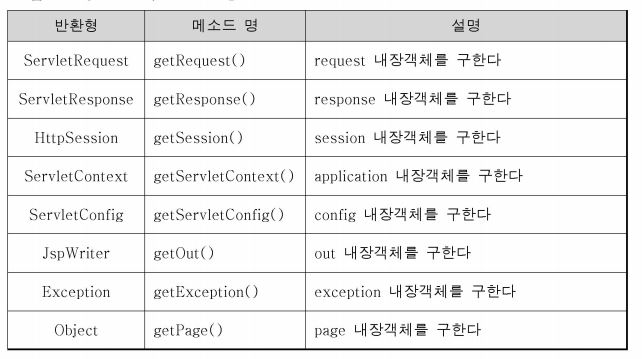 반환형 메소드 명 설명
ServletRequest getRequest() request 내장객체를 구한다
ServletResponse getResponse() response 내장객체를 구한다
HttpSession getSession() session 내장객체를 구한다
ServletContext getServletContext() application 내장객체를 구한다
ServletConfig getServletConfig() config 내장객체를 구한다
JspWriter getOut() out 내장객체를 구한다
Exception getException() exception 내장객체를 구한다
Object getPage() page 내장객체를 구한다